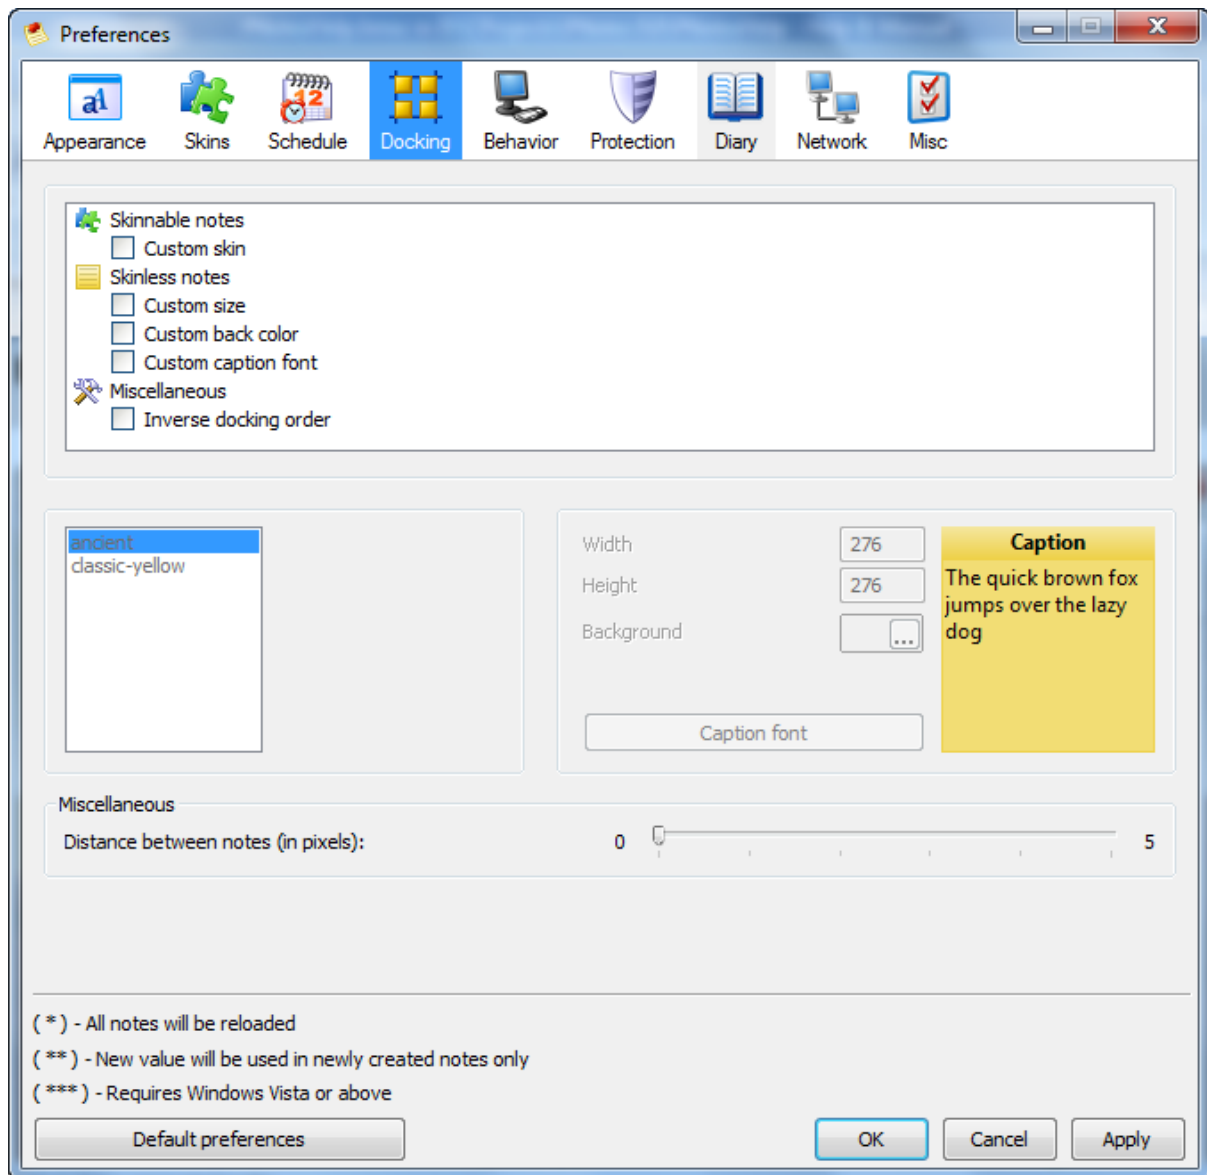 Preferences
Appearance Skins Schedule Docking Behavior Protection Diary Network Misc
Skinnable notes
Custom skin
Skinless notes
Custom size
Custom back color
Custom caption font
Miscellaneous
Inverse docking order
ancient
classic-yellow
Width 276
Height 276
Background ...
Caption font
Caption
The quick brown fox
jumps over the lazy
dog
Miscellaneous
Distance between notes (in pixels): 0 5
( * ) - All notes will be reloaded
( ** ) - New value will be used in newly created notes only
( *** ) - Requires Windows Vista or above
Default preferences OK Cancel Apply